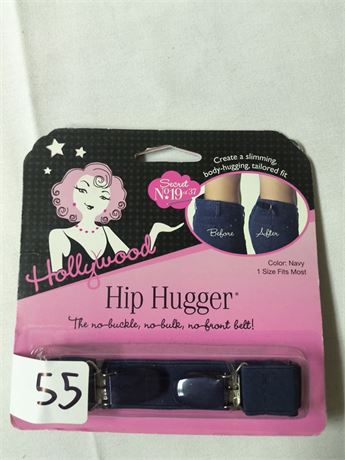 Create a slimming,
body-hugging, tailored fit
Secret
No. 19 of 37
Before After
Hollywood
Color: Navy
1 Size Fits Most
Hip Hugger®
The no-buckle, no-bulk, no-front belt!
55